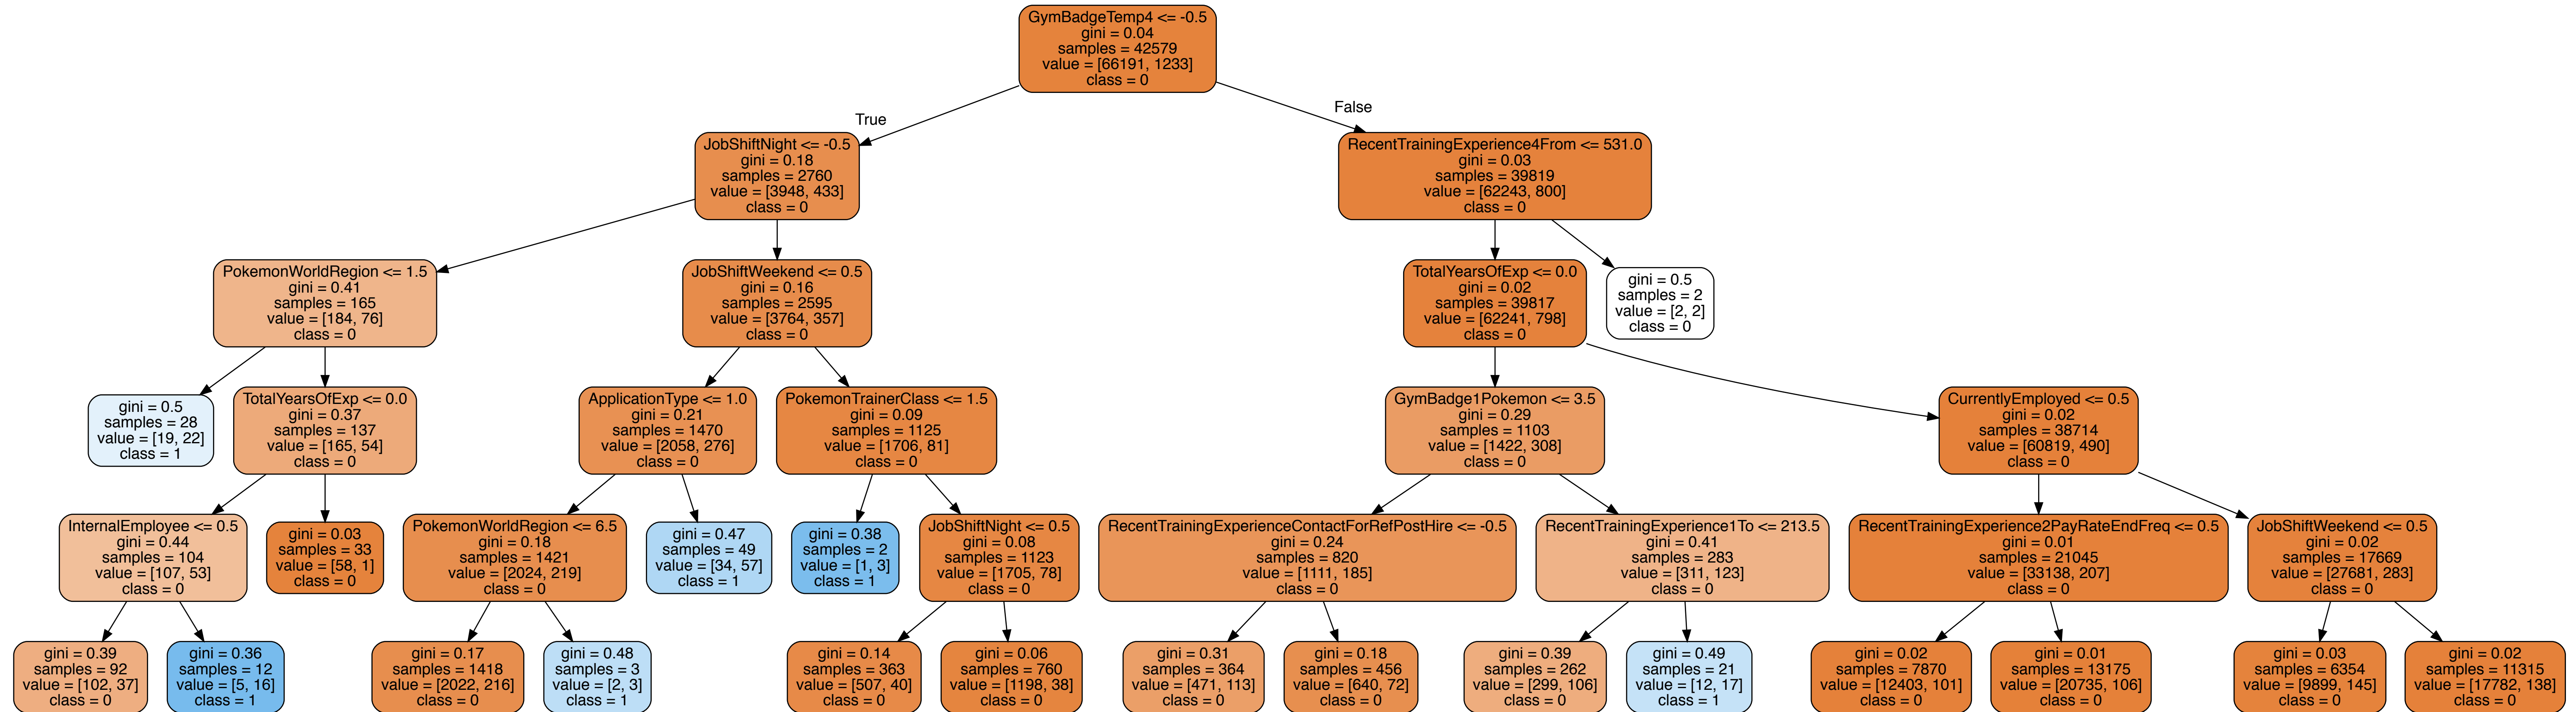 GymBadgeTemp4 <= -0.5
gini = 0.04
samples = 42579
value = [66191, 1233]
class = 0
True
False
JobShiftNight <= -0.5
gini = 0.18
samples = 2760
value = [3948, 433]
class = 0
RecentTrainingExperience4From <= 531.0
gini = 0.03
samples = 39819
value = [62243, 800]
class = 0
PokemonWorldRegion <= 1.5
gini = 0.41
samples = 165
value = [184, 76]
class = 0
JobShiftWeekend <= 0.5
gini = 0.16
samples = 2595
value = [3764, 357]
class = 0
TotalYearsOfExp <= 0.0
gini = 0.02
samples = 39817
value = [62241, 798]
class = 0
gini = 0.5
samples = 2
value = [2, 2]
class = 0
gini = 0.5
samples = 28
value = [19, 22]
class = 1
TotalYearsOfExp <= 0.0
gini = 0.37
samples = 137
value = [165, 54]
class = 0
ApplicationType <= 1.0
gini = 0.21
samples = 1470
value = [2058, 276]
class = 0
PokemonTrainerClass <= 1.5
gini = 0.09
samples = 1125
value = [1706, 81]
class = 0
GymBadge1Pokemon <= 3.5
gini = 0.29
samples = 1103
value = [1422, 308]
class = 0
CurrentlyEmployed <= 0.5
gini = 0.02
samples = 38714
value = [60819, 490]
class = 0
InternalEmployee <= 0.5
gini = 0.44
samples = 104
value = [107, 53]
class = 0
gini = 0.03
samples = 33
value = [58, 1]
class = 0
PokemonWorldRegion <= 6.5
gini = 0.18
samples = 1421
value = [2024, 219]
class = 0
gini = 0.47
samples = 49
value = [34, 57]
class = 1
gini = 0.38
samples = 2
value = [1, 3]
class = 1
JobShiftNight <= 0.5
gini = 0.08
samples = 1123
value = [1705, 78]
class = 0
RecentTrainingExperienceContactForRefPostHire <= -0.5
gini = 0.24
samples = 820
value = [1111, 185]
class = 0
RecentTrainingExperience1To <= 213.5
gini = 0.41
samples = 283
value = [311, 123]
class = 0
RecentTrainingExperience2PayRateEndFreq <= 0.5
gini = 0.01
samples = 21045
value = [33138, 207]
class = 0
JobShiftWeekend <= 0.5
gini = 0.02
samples = 17669
value = [27681, 283]
class = 0
gini = 0.39
samples = 92
value = [102, 37]
class = 0
gini = 0.36
samples = 12
value = [5, 16]
class = 1
gini = 0.17
samples = 1418
value = [2022, 216]
class = 0
gini = 0.48
samples = 3
value = [2, 3]
class = 1
gini = 0.14
samples = 363
value = [507, 40]
class = 0
gini = 0.06
samples = 760
value = [1198, 38]
class = 0
gini = 0.31
samples = 364
value = [471, 113]
class = 0
gini = 0.18
samples = 456
value = [640, 72]
class = 0
gini = 0.39
samples = 262
value = [299, 106]
class = 0
gini = 0.49
samples = 21
value = [12, 17]
class = 1
gini = 0.02
samples = 7870
value = [12403, 101]
class = 0
gini = 0.01
samples = 13175
value = [20735, 106]
class = 0
gini = 0.03
samples = 6354
value = [9899, 145]
class = 0
gini = 0.02
samples = 11315
value = [17782, 138]
class = 0